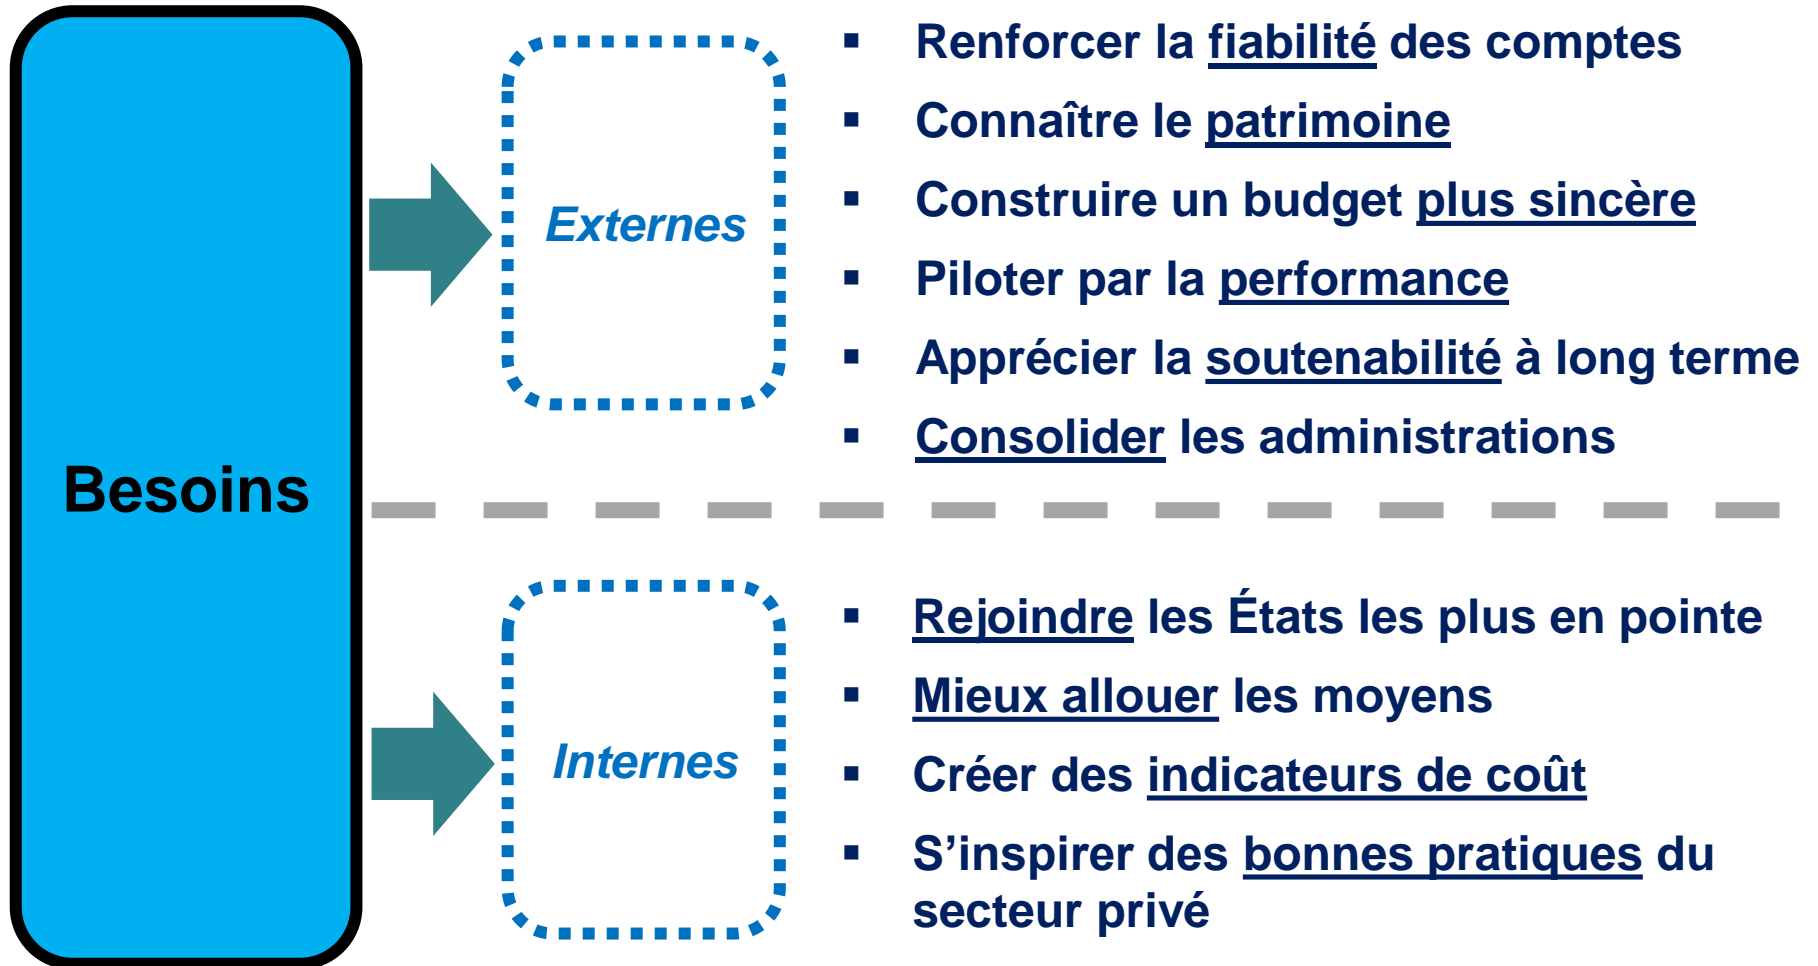 Besoins
Externes
▪ Renforcer la fiabilité des comptes
▪ Connaître le patrimoine
▪ Construire un budget plus sincère
▪ Piloter par la performance
▪ Apprécier la soutenabilité à long terme
▪ Consolider les administrations
Internes
▪ Rejoindre les États les plus en pointe
▪ Mieux allouer les moyens
▪ Créer des indicateurs de coût
▪ S’inspirer des bonnes pratiques du
secteur privé